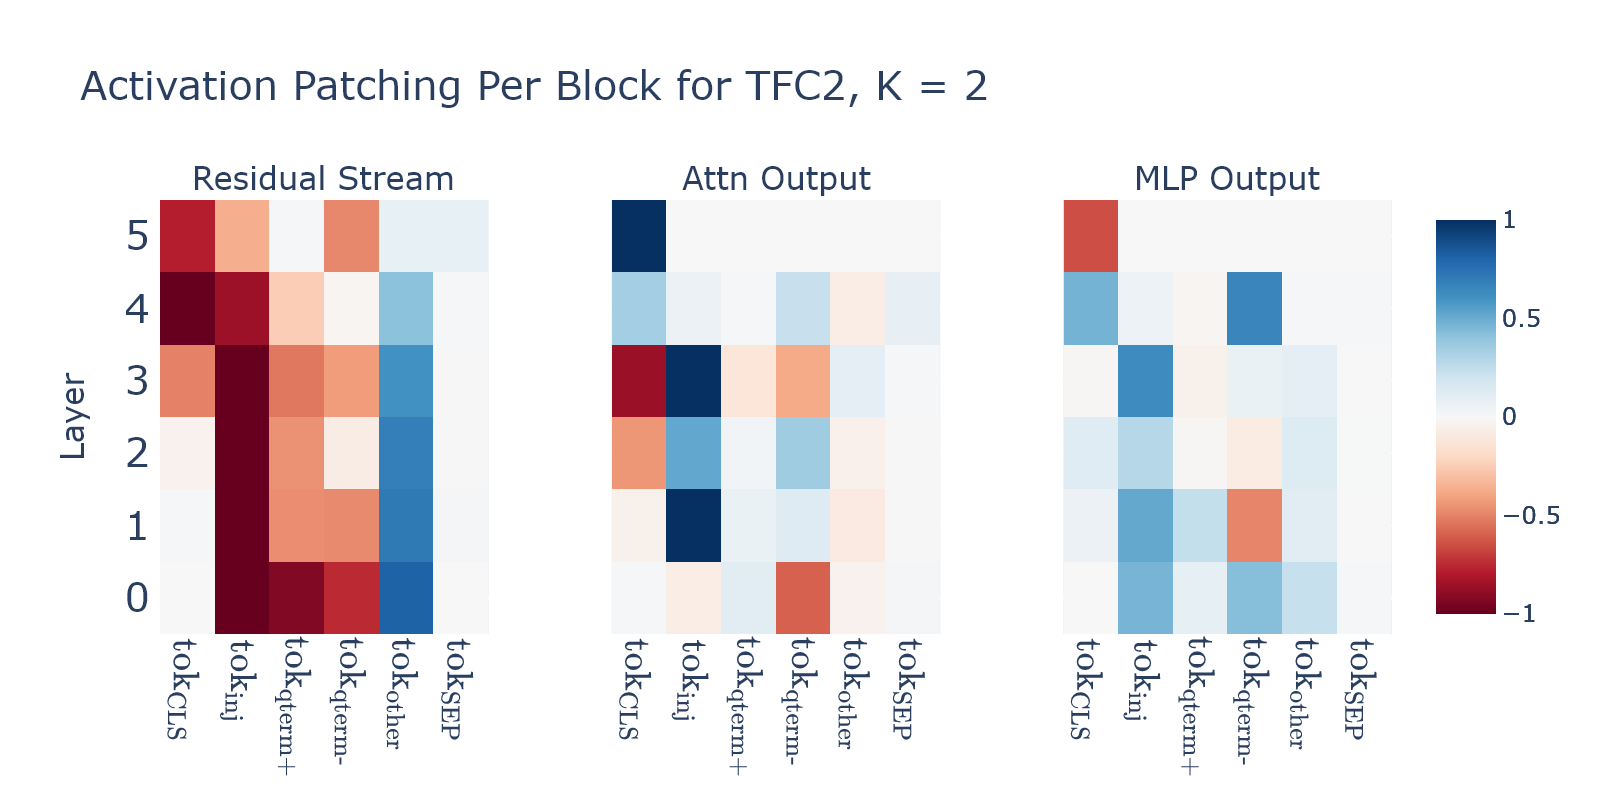 Activation Patching Per Block for TFC2, K = 2
Residual Stream
Attn Output
MLP Output
Layer
5
4
3
2
1
0
tokCLS
tokinj
tokqterm+
tokqterm-
tokother
tokSEP
tokCLS
tokinj
tokqterm+
tokqterm-
tokother
tokSEP
tokCLS
tokinj
tokqterm+
tokqterm-
tokother
tokSEP
1
0.5
0
−0.5
−1